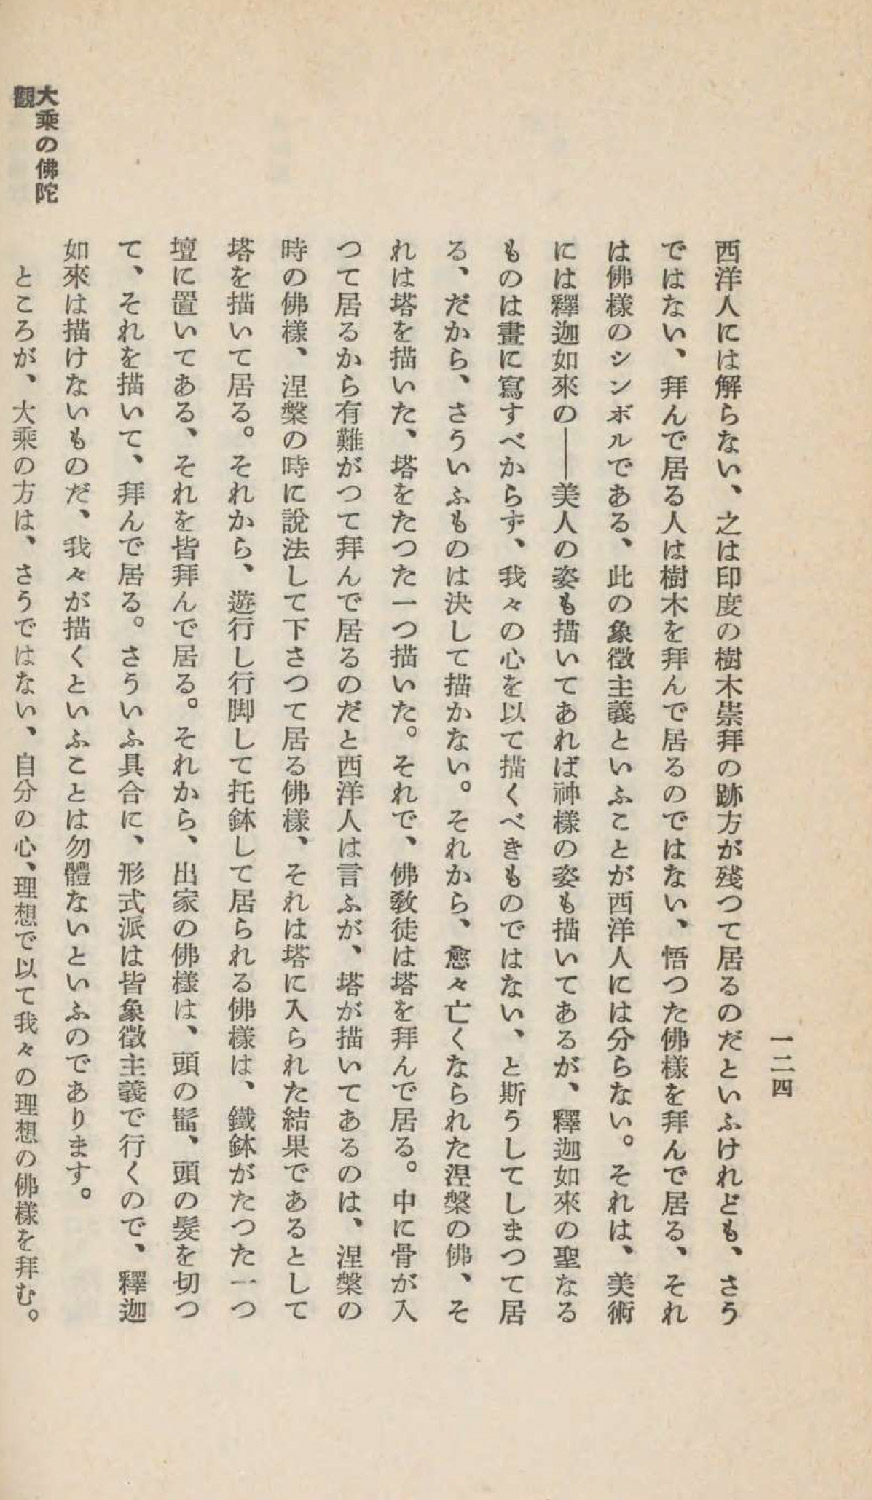 一二四
西洋人には解らない、之は印度の樹木崇拜の跡方が殘つて居るのだといふけれども、さう
ではない、拜んで居る人は樹木を拜んで居るのではない、悟つた佛樣を拜んで居る、それ
は佛樣のシンボルである、此の象徵主義といふことが西洋人には分らない。それは、美術
には釋迦如來の――美人の姿も描いてあれば神樣の姿も描いてあるが、釋迦如來の聖なる
ものは畫に寫すべからず、我々の心を以て描くべきものではない、と斯うしてしまつて居
る、だから、さういふものは決して描かない。それから、愈々亡くなられた涅槃の佛、そ
れは塔を描いた、塔をたつた一つ描いた。それで、佛敎徒は塔を拜んで居る。中に骨が入
つて居るから有難がつて拜んで居るのだと西洋人は言ふが、塔が描いてあるのは、涅槃の
時の佛樣、涅槃の時に說法して下さつて居る佛樣、それは塔に入られた結果であるとして
塔を描いて居る。それから、遊行し行脚して托鉢して居られる佛樣は、鐵鉢がたつた一つ
壇に置いてある、それを皆拜んで居る。それから、出家の佛樣は、頭の髷、頭の髮を切つ
て、それを描いて、拜んで居る。さういふ具合に、形式派は皆象徵主義で行くので、釋迦
如來は描けないものだ、我々が描くといふことは勿體ないといふのであります。
大乘の佛陀
觀
ところが、大乘の方は、さうではない、自分の心、理想で以て我々の理想の佛樣を拜む。